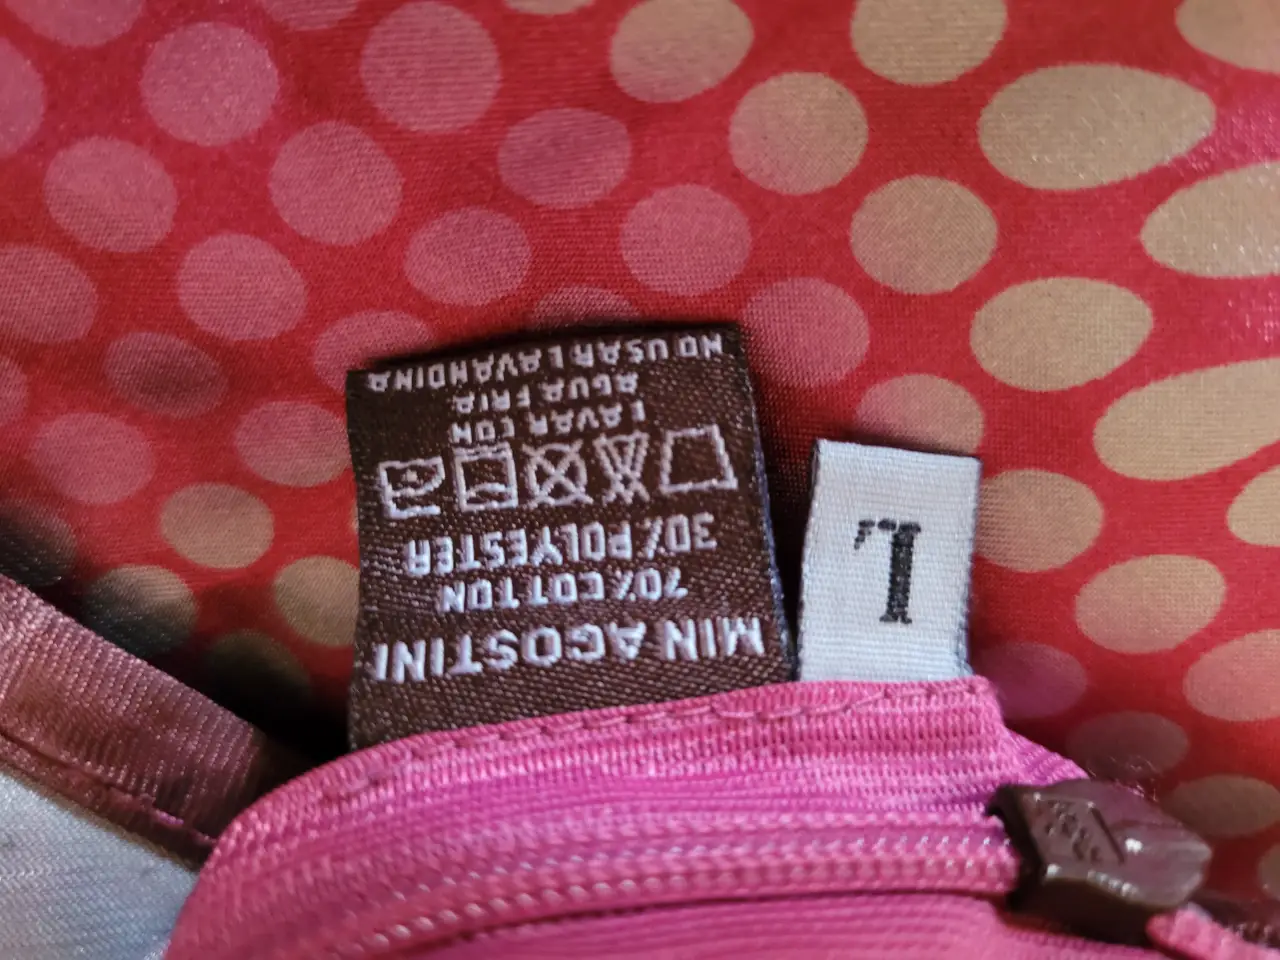 MIN AGOSTINI
70% COTTON
30% POLYESTER
LAVAR CON
AGUA FRIA
NO USAR LAVANDINA
L